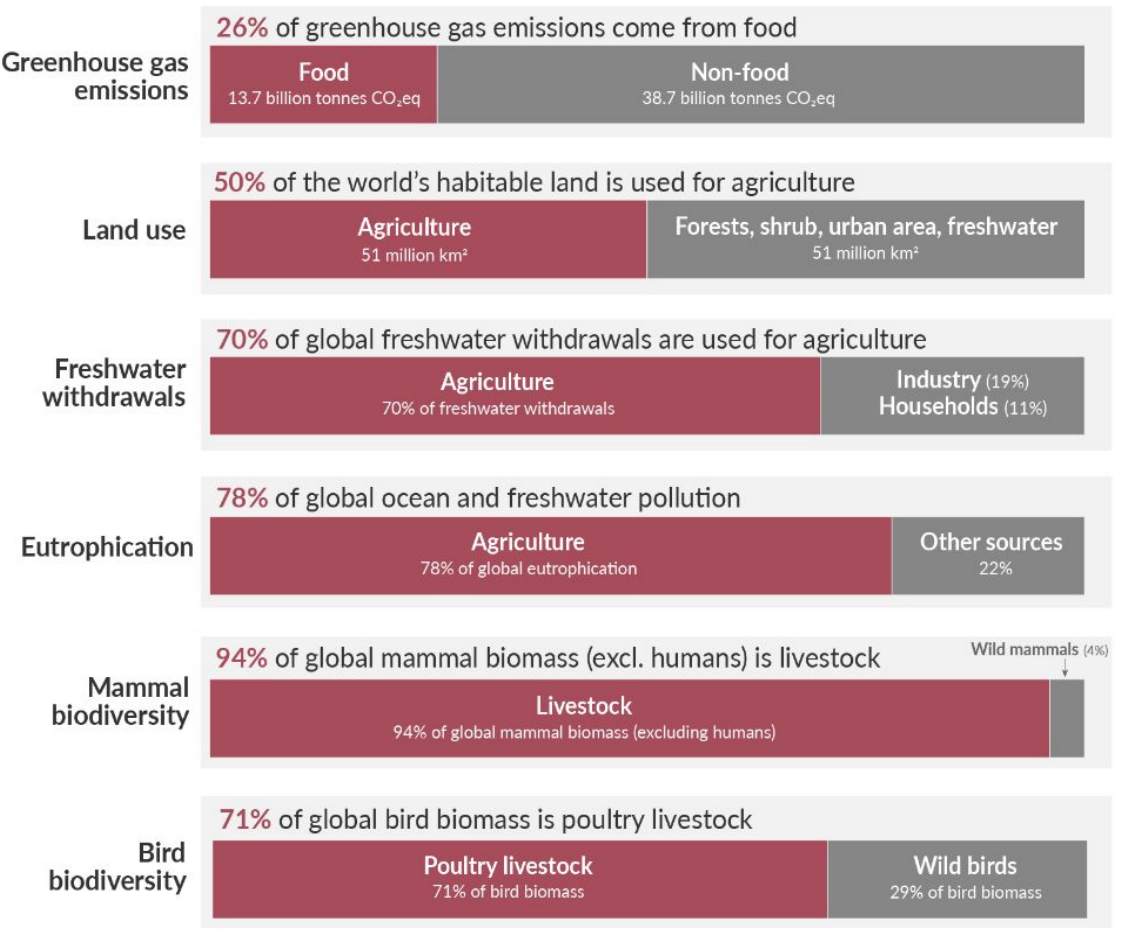 26% of greenhouse gas emissions come from food
Greenhouse gas
emissions
Food
13.7 billion tonnes CO₂eq
Non-food
38.7 billion tonnes CO₂eq
50% of the world's habitable land is used for agriculture
Land use
Agriculture
51 million km²
Forests, shrub, urban area, freshwater
51 million km²
70% of global freshwater withdrawals are used for agriculture
Freshwater
withdrawals
Agriculture
70% of freshwater withdrawals
Industry (19%)
Households (11%)
78% of global ocean and freshwater pollution
Eutrophication
Agriculture
78% of global eutrophication
Other sources
22%
94% of global mammal biomass (excl. humans) is livestock
Wild mammals (4%)
Mammal
biodiversity
Livestock
94% of global mammal biomass (excluding humans)
71% of global bird biomass is poultry livestock
Bird
biodiversity
Poultry livestock
71% of bird biomass
Wild birds
29% of bird biomass